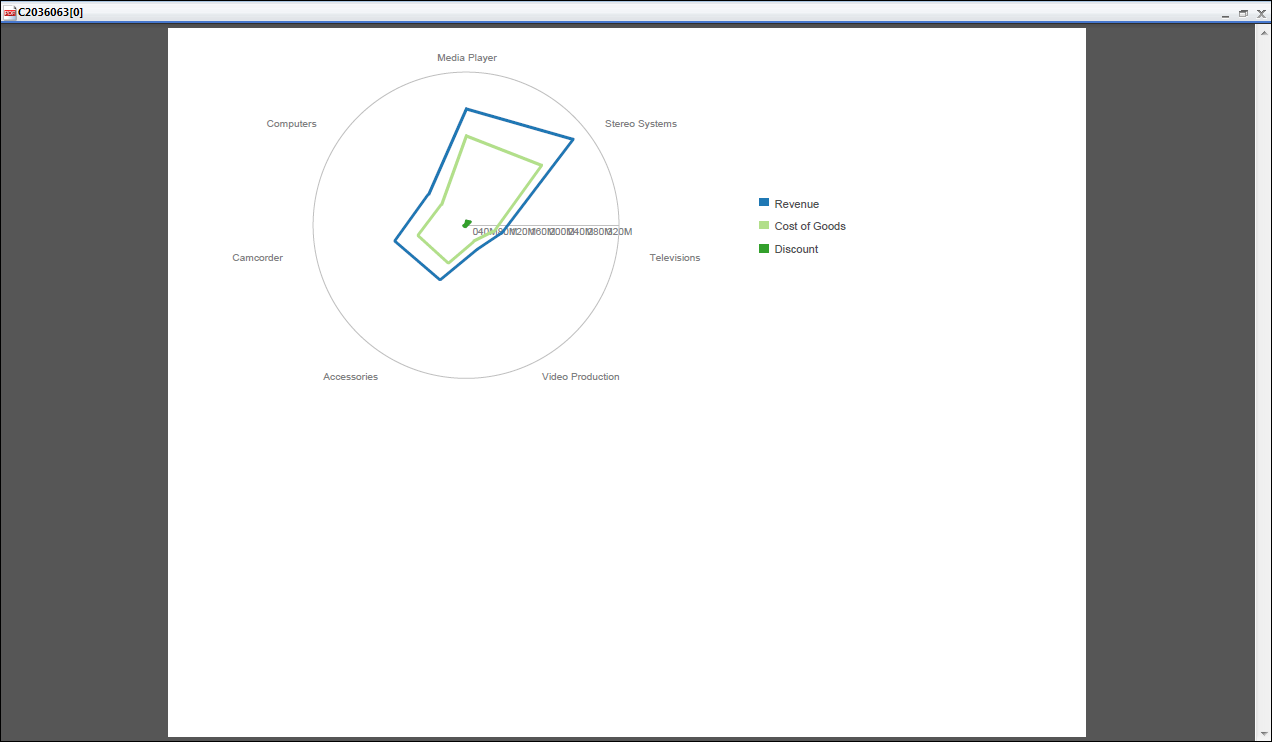 C2036063[0]
Media Player
Computers
Stereo Systems
Revenue
040M80M120M160M200M240M280M320M
Cost of Goods
Discount
Camcorder
Televisions
Accessories
Video Production